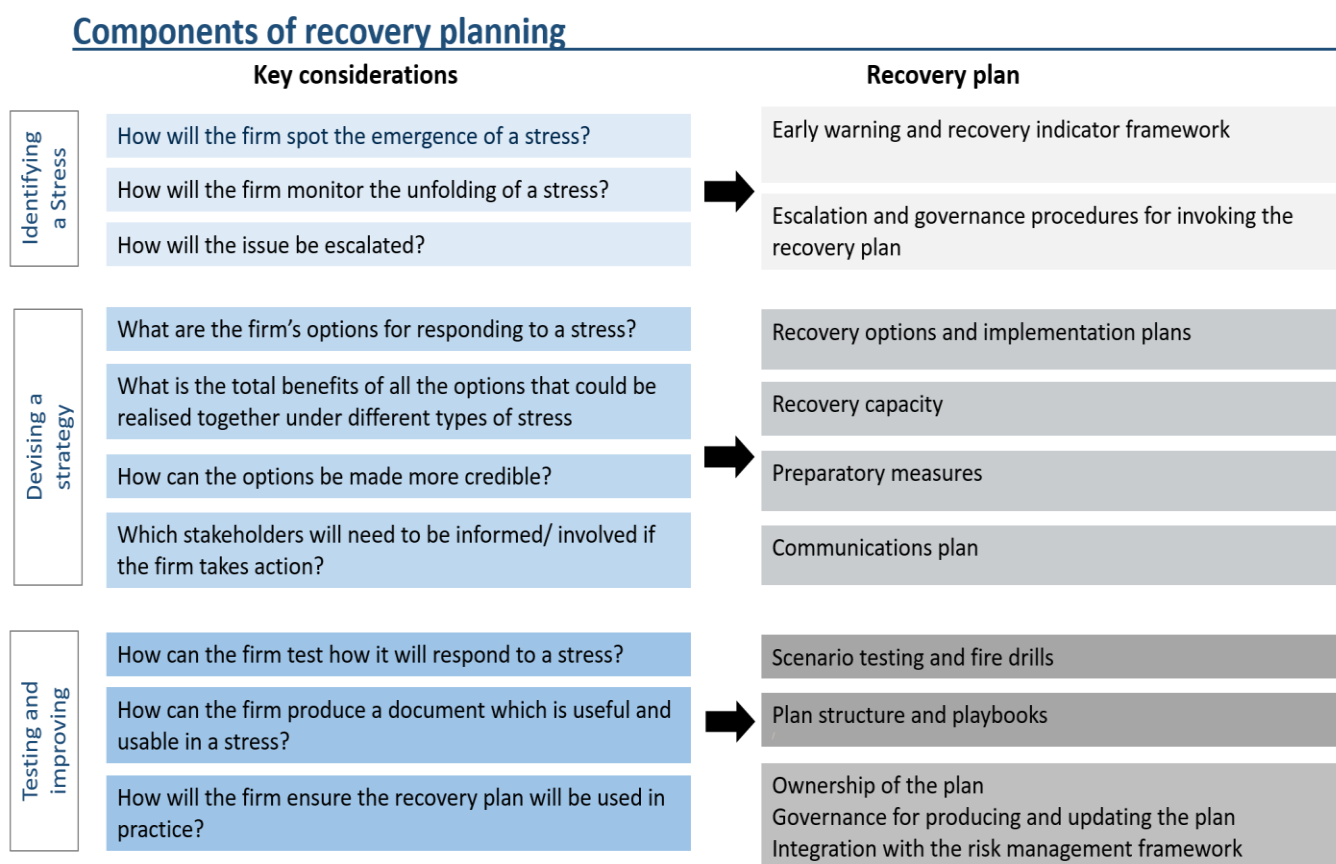 Components of recovery planning
Key considerations
Recovery plan
Identifying
a Stress
How will the firm spot the emergence of a stress?
How will the firm monitor the unfolding of a stress?
How will the issue be escalated?
Early warning and recovery indicator framework
Escalation and governance procedures for invoking the
recovery plan
Devising a
strategy
What are the firm's options for responding to a stress?
What is the total benefits of all the options that could be
realised together under different types of stress
How can the options be made more credible?
Which stakeholders will need to be informed/ involved if
the firm takes action?
Recovery options and implementation plans
Recovery capacity
Preparatory measures
Communications plan
Testing and
improving
How can the firm test how it will respond to a stress?
How can the firm produce a document which is useful and
usable in a stress?
How will the firm ensure the recovery plan will be used in
practice?
Scenario testing and fire drills
Plan structure and playbooks
Ownership of the plan
Governance for producing and updating the plan
Integration with the risk management framework